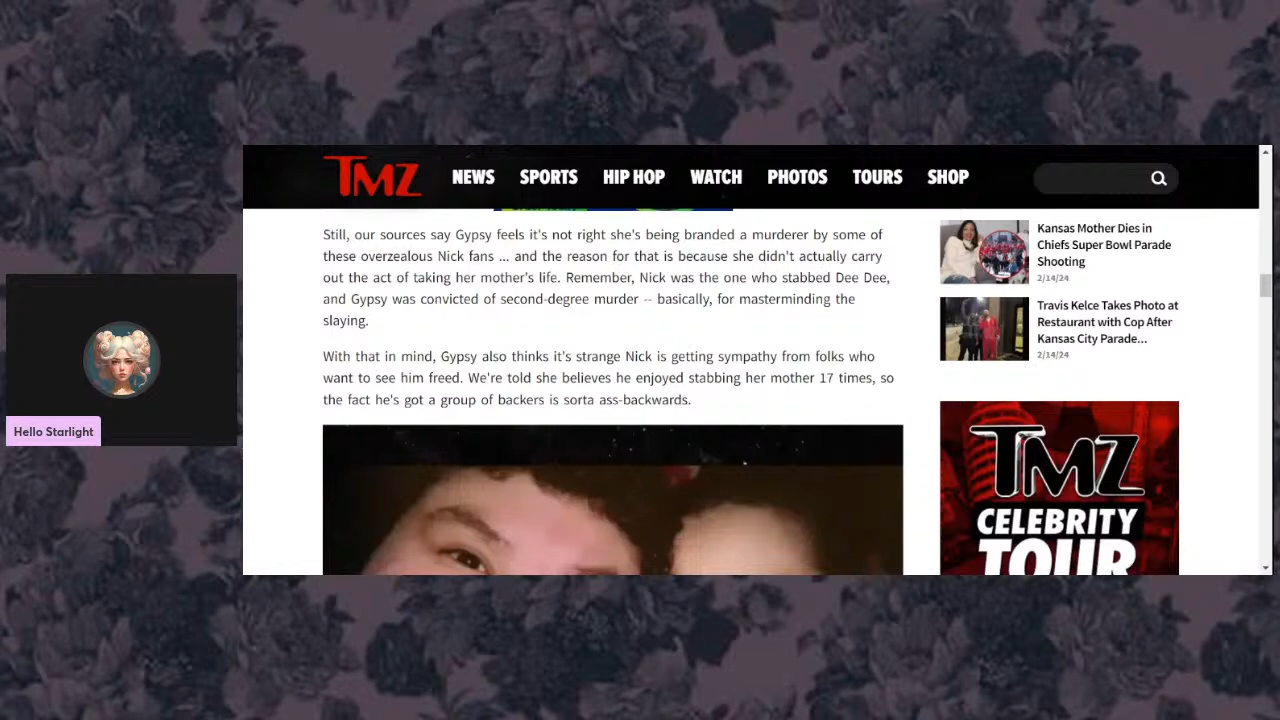 TMZ
NEWS SPORTS HIP HOP WATCH PHOTOS TOURS SHOP
Still, our sources say Gypsy feels it's not right she's being branded a murderer by some of
these overzealous Nick fans ... and the reason for that is because she didn't actually carry
out the act of taking her mother's life. Remember, Nick was the one who stabbed Dee Dee,
and Gypsy was convicted of second-degree murder -- basically, for masterminding the
slaying.
With that in mind, Gypsy also thinks it's strange Nick is getting sympathy from folks who
want to see him freed. We're told she believes he enjoyed stabbing her mother 17 times, so
the fact he's got a group of backers is sorta ass-backwards.
Kansas Mother Dies in
Chiefs Super Bowl Parade
Shooting
2/14/24
Travis Kelce Takes Photo at
Restaurant with Cop After
Kansas City Parade...
2/14/24
TMZ
CELEBRITY
TOUR
Hello Starlight